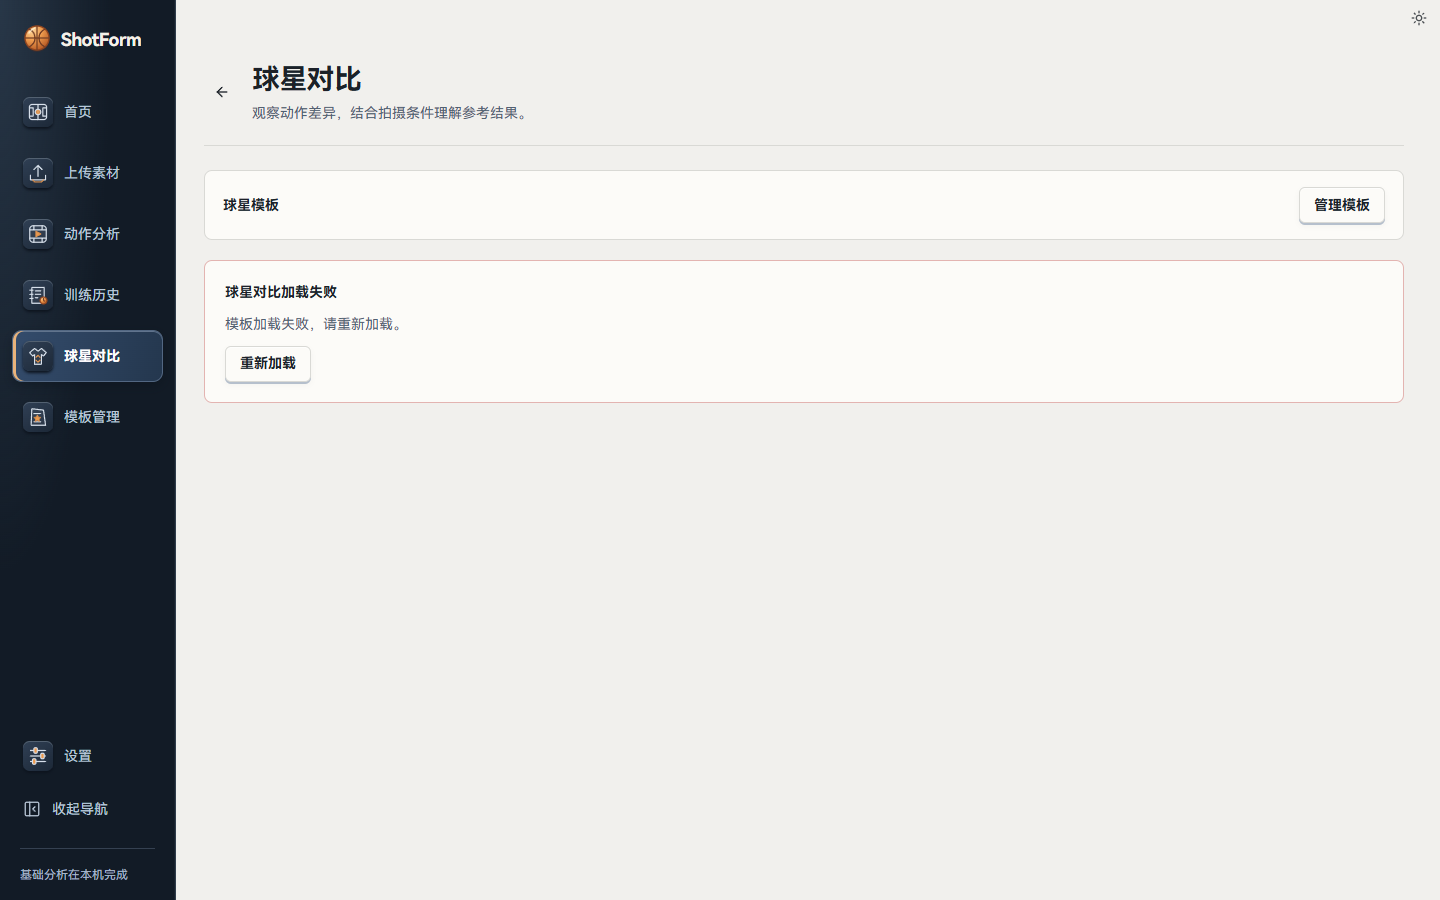 ShotForm
首页
上传素材
动作分析
训练历史
球星对比
模板管理
设置
收起导航
基础分析在本机完成
球星对比
观察动作差异，结合拍摄条件理解参考结果。
球星模板
管理模板
球星对比加载失败
模板加载失败，请重新加载。
重新加载